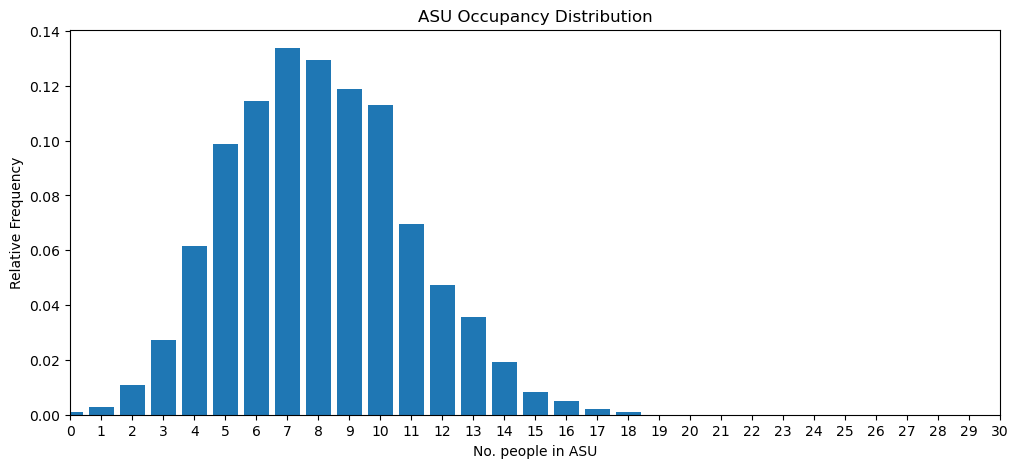 ASU Occupancy Distribution
Relative Frequency
0.14
0.12
0.10
0.08
0.06
0.04
0.02
0.00
0 1 2 3 4 5 6 7 8 9 10 11 12 13 14 15 16 17 18 19 20 21 22 23 24 25 26 27 28 29 30
No. people in ASU